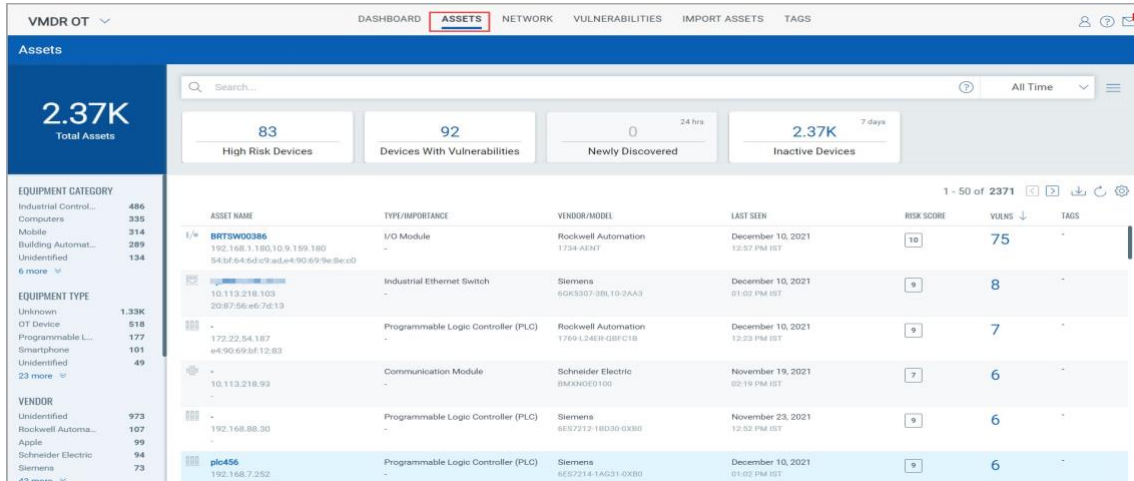 VMDR OT
DASHBOARD ASSETS NETWORK VULNERABILITIES IMPORT ASSETS TAGS
Assets
2.37K
Total Assets
Search...
All Time
83
High Risk Devices
92
Devices With Vulnerabilities
24 hrs
0
Newly Discovered
7 days
2.37K
Inactive Devices
EQUIPMENT CATEGORY
Industrial Control... 486
Computers 335
Mobile 314
Building Automat... 289
Unidentified 134
6 more
EQUIPMENT TYPE
Unknown 1.33K
OT Device 518
Programmable L... 177
Smartphone 101
Unidentified 49
23 more
VENDOR
Unidentified 973
Rockwell Automa... 107
Apple 99
Schneider Electric 94
Siemens 73
43 more
1 - 50 of 2371
ASSET NAME TYPE/IMPORTANCE VENDOR/MODEL LAST SEEN RISK SCORE VULNS TAGS
BRTSW00386 I/O Module Rockwell Automation December 10, 2021 10 75 -
192.168.1.180,10.9.159.180 - 1734-AENT 12:57 PM IST
54:bf:64:6d:c9:ad,e4:90:69:9e:8e:c0
Industrial Ethernet Switch Siemens December 10, 2021 9 8 -
10.113.218.103 - 6GK5307-3BL10-2AA3 01:02 PM IST
20:87:56:e6:7d:13
- Programmable Logic Controller (PLC) Rockwell Automation December 10, 2021 9 7 -
172.22.54.187 - 1769-L24ER-QBFC1B 12:23 PM IST
e4:90:69:bf:12:83
- Communication Module Schneider Electric November 19, 2021 7 6 -
10.113.218.93 - BMXNOE0100 02:19 PM IST
-
- Programmable Logic Controller (PLC) Siemens November 23, 2021 9 6 -
192.168.88.30 - 6ES7212-1BD30-0XB0 12:52 PM IST
-
plc456 Programmable Logic Controller (PLC) Siemens December 10, 2021 9 6 -
192.168.7.252 - 6ES7214-1AG31-0XB0 01:02 PM IST